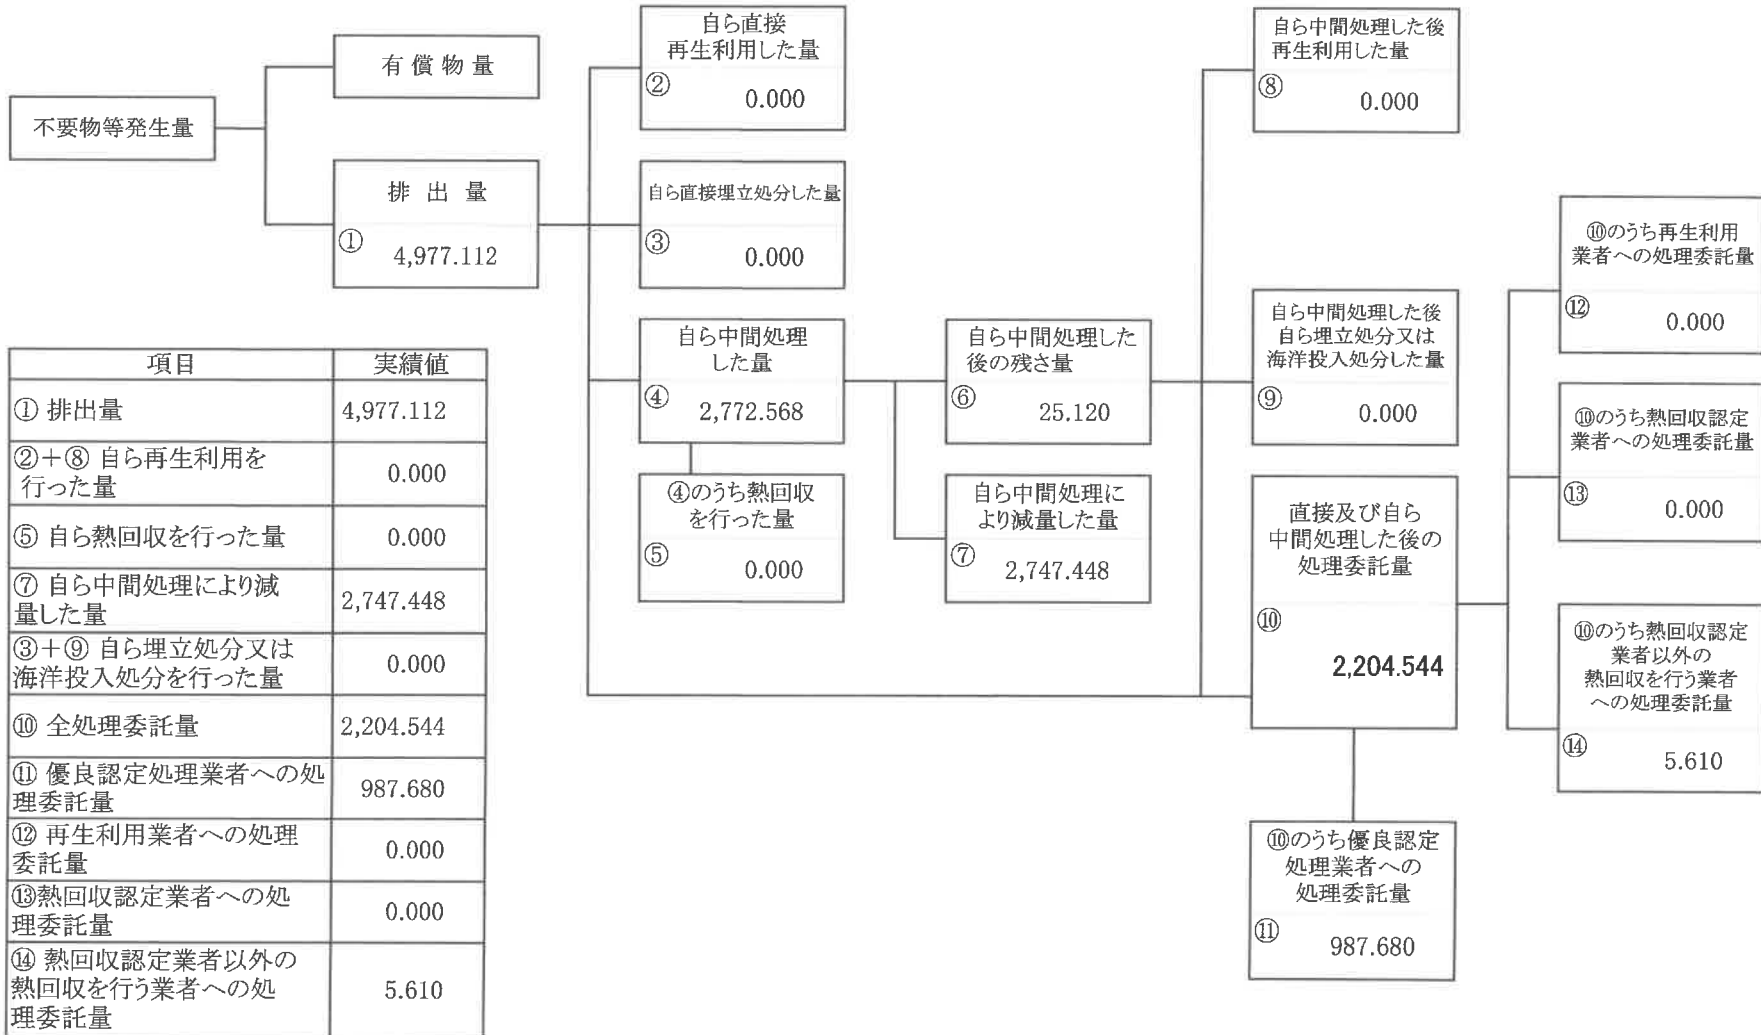 不要物等発生量
有 償 物 量
排 出 量
①
4,977.112
自ら直接
再生利用した量
②
0.000
自ら直接埋立処分した量
③
0.000
自ら中間処理
した量
④
2,772.568
④のうち熱回収
を行った量
⑤
0.000
自ら中間処理した
後の残さ量
⑥
25.120
自ら中間処理に
より減量した量
⑦
2,747.448
自ら中間処理した後
再生利用した量
⑧
0.000
自ら中間処理した後
自ら埋立処分又は
海洋投入処分した量
⑨
0.000
直接及び自ら
中間処理した後の
処理委託量
⑩
2,204.544
⑩のうち優良認定
処理業者への
処理委託量
⑪
987.680
⑩のうち再生利用
業者への処理委託量
⑫
0.000
⑩のうち熱回収認定
業者への処理委託量
⑬
0.000
⑩のうち熱回収認定
業者以外の
熱回収を行う業者
への処理委託量
⑭
5.610
項目 実績値
① 排出量 4,977.112
②+⑧ 自ら再生利用を
行った量 0.000
⑤ 自ら熱回収を行った量 0.000
⑦ 自ら中間処理により減
量した量 2,747.448
③+⑨ 自ら埋立処分又は
海洋投入処分を行った量 0.000
⑩ 全処理委託量 2,204.544
⑪ 優良認定処理業者への処
理委託量 987.680
⑫ 再生利用業者への処理
委託量 0.000
⑬熱回収認定業者への処
理委託量 0.000
⑭ 熱回収認定業者以外の
熱回収を行う業者への処
理委託量 5.610